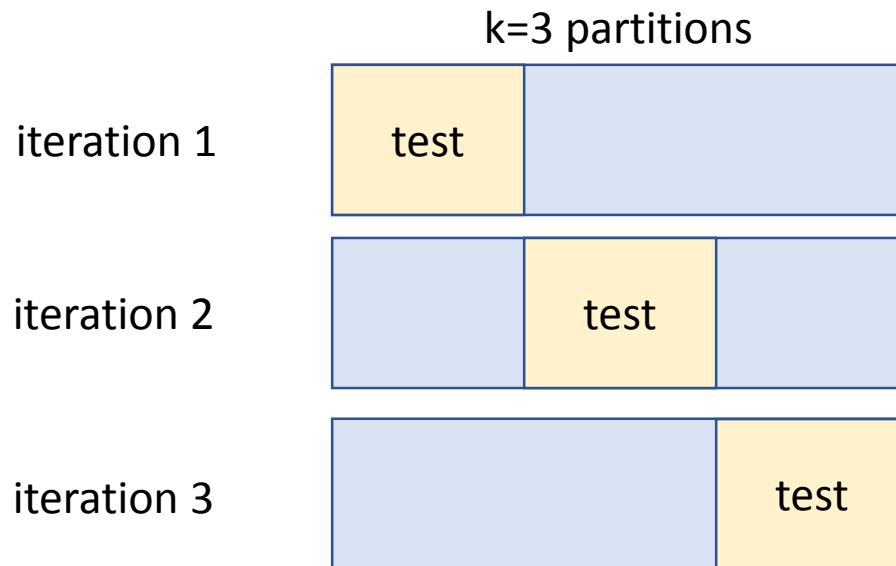 k=3 partitions
iteration 1
test
iteration 2
test
iteration 3
test